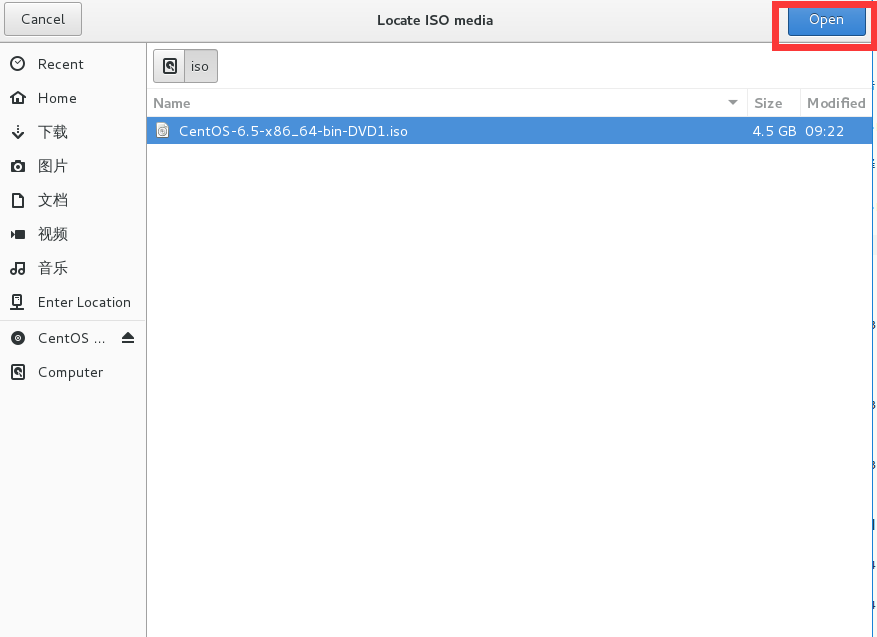 Cancel Locate ISO media Open
Recent
Home
下载
图片
文档
视频
音乐
Enter Location
CentOS ...
Computer
iso
Name Size Modified
CentOS-6.5-x86_64-bin-DVD1.iso 4.5 GB 09:22